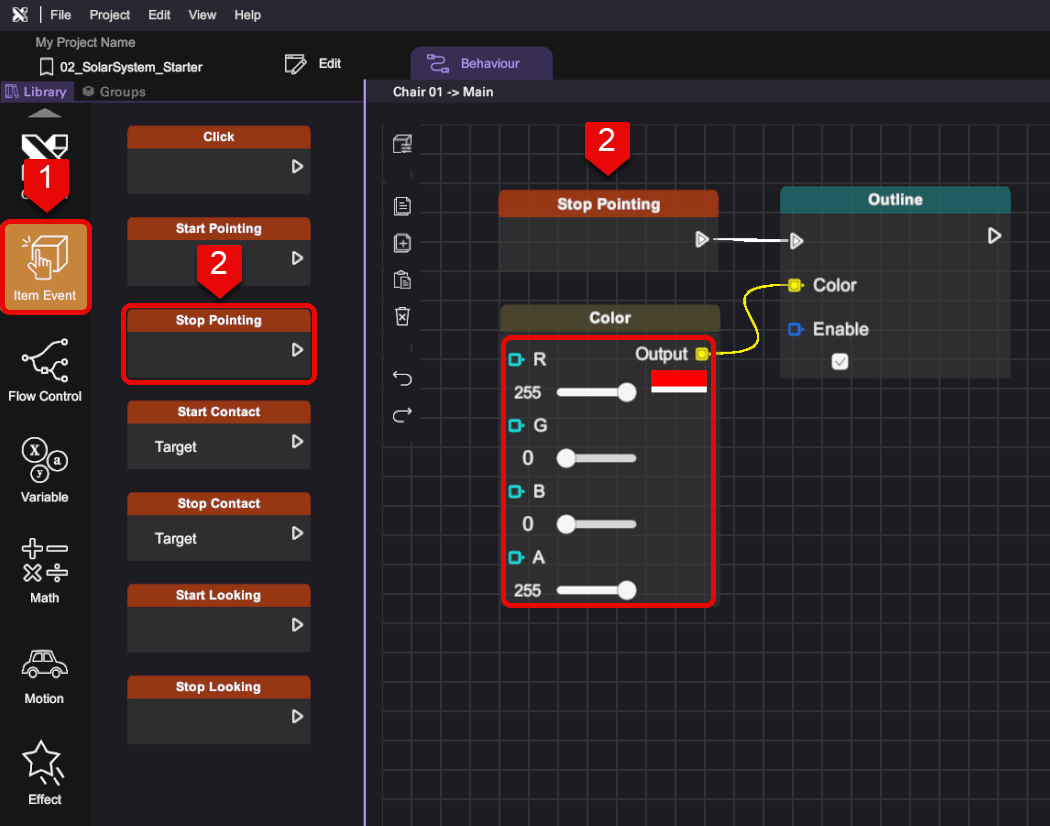 File Project Edit View Help
My Project Name
02_SolarSystem_Starter
Edit
Behaviour
Library
Groups
Chair 01 -> Main
1
Item Event
Flow Control
Variable
Math
Motion
Effect
Click
Start Pointing
2
Stop Pointing
Start Contact
Target
Stop Contact
Target
Start Looking
Stop Looking
2
Stop Pointing
Outline
Color
Enable
Color
Output
R
255
G
0
B
0
A
255
X
a
y